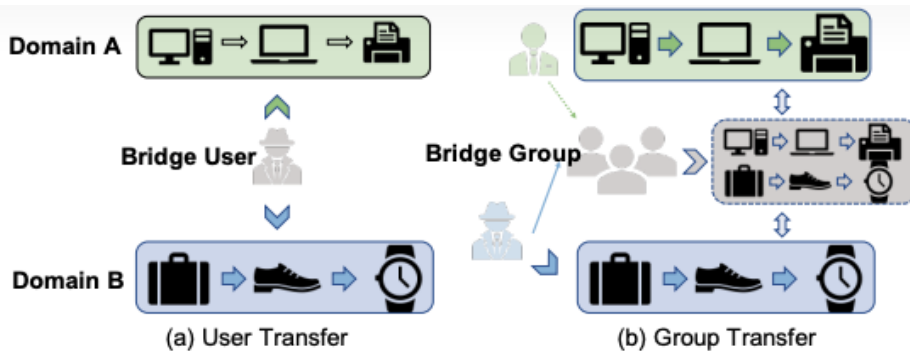 Domain A
Bridge User
Bridge Group
Domain B
(a) User Transfer
(b) Group Transfer